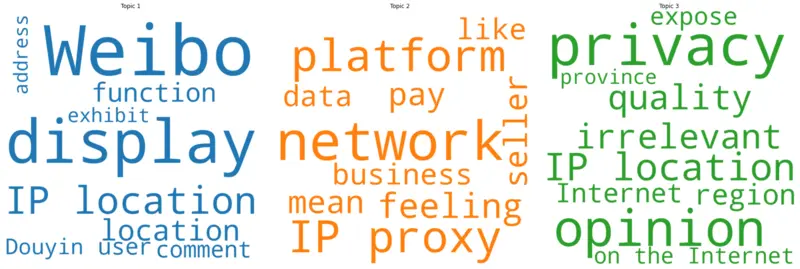 Topic 1
address
Weibo
function
exhibit
display
IP location
location
Douyin user comment
Topic 2
like
platform
data pay
seller
network
business
mean feeling
IP proxy
Topic 3
expose
privacy
province
quality
irrelevant
IP location
Internet region
opinion
on the Internet